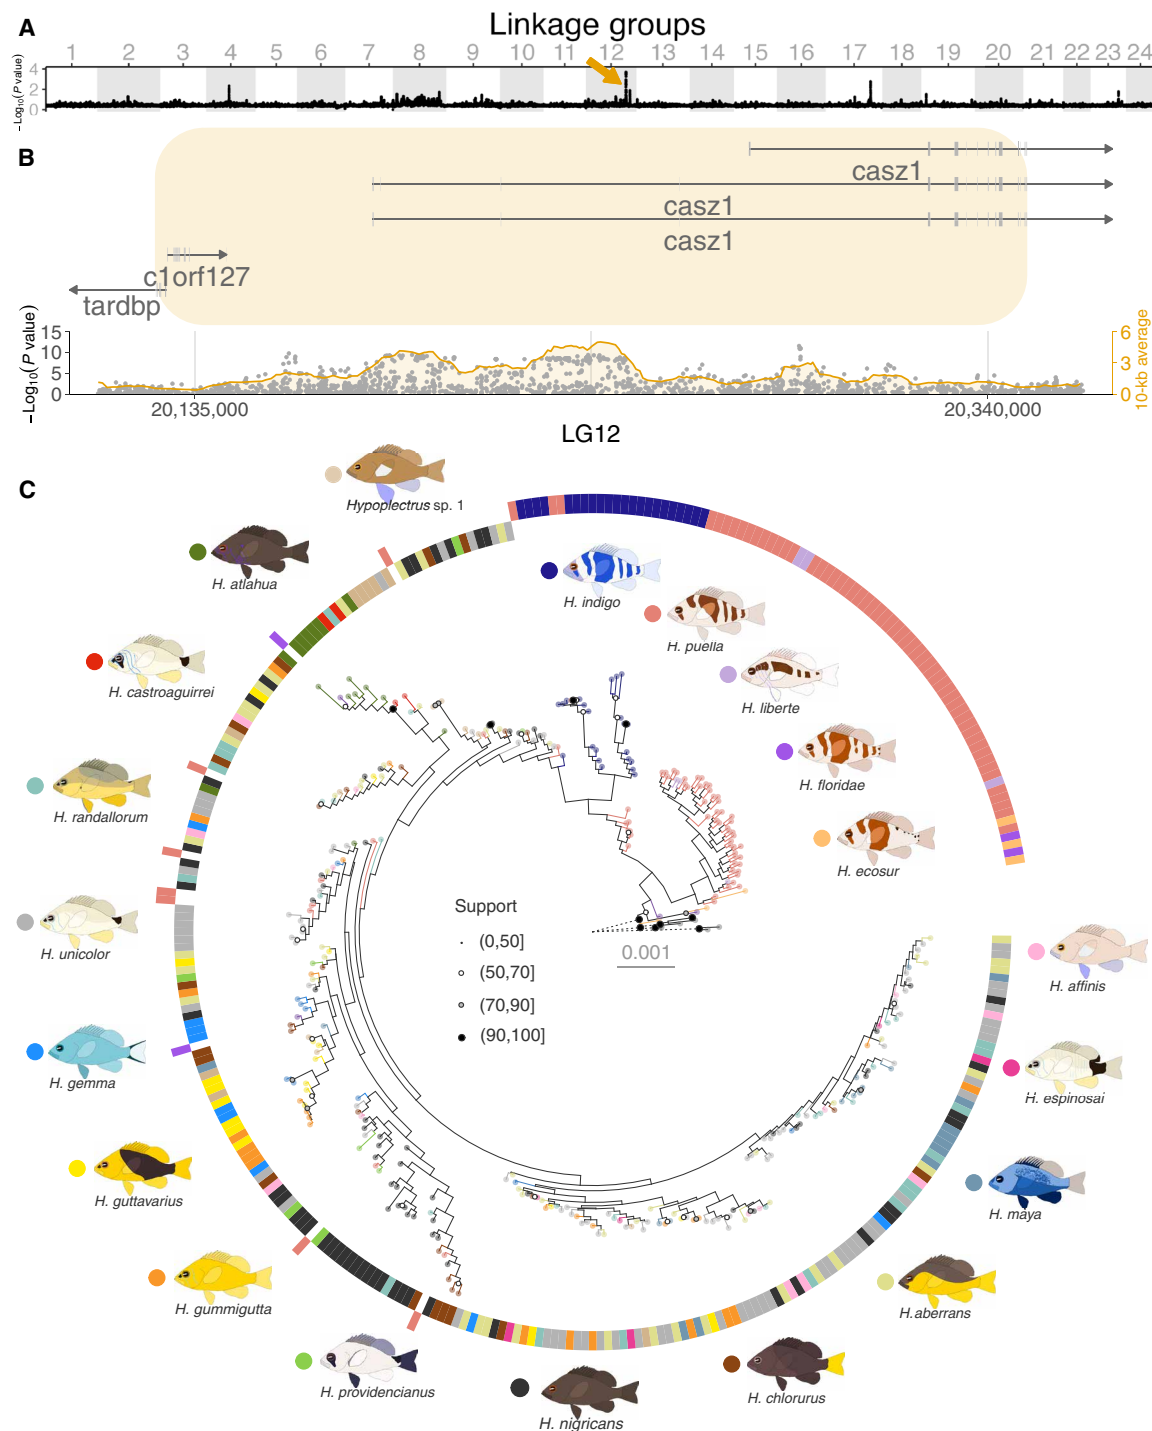 A
Linkage groups
1 2 3 4 5 6 7 8 9 10 11 12 13 14 15 16 17 18 19 20 21 22 23 24
−Log10(P value)
4
2
0
B
casz1
casz1
casz1
c1orf127
tardbp
−Log10(P value)
15
10
5
0
6
3
0
10-kb average
20,135,000
20,340,000
LG12
C
Hypoplectrus sp. 1
H. atlahua
H. castroaguirrei
H. randallorum
H. unicolor
H. gemma
H. guttavarius
H. gummigutta
H. providencianus
H. nigricans
H. chlorurus
H. aberrans
H. maya
H. espinosai
H. affinis
H. indigo
H. puella
H. liberte
H. floridae
H. ecosur
Support
(0,50]
(50,70]
(70,90]
(90,100]
0.001